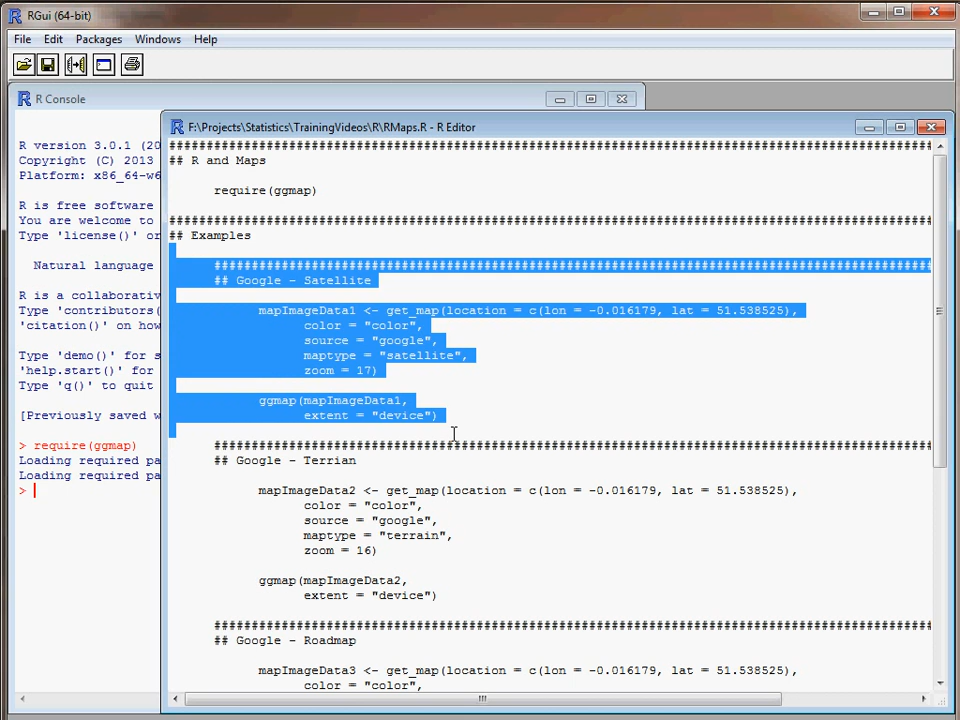 RGui (64-bit)
File Edit Packages Windows Help
R Console
R version 3.0.1 (20
Copyright (C) 2013
Platform: x86_64-w6
R is free software
You are welcome to
Type 'license()' or
Natural language
R is a collaborativ
Type 'contributors(
'citation()' on how
Type 'demo()' for s
'help.start()' for
Type 'q()' to quit
[Previously saved w
> require(ggmap)
Loading required pa
Loading required pa
>
F:\Projects\Statistics\TrainingVideos\R\RMaps.R - R Editor
## R and Maps
require(ggmap)
## Examples
## Google - Satellite
mapImageData1 <- get_map(location = c(lon = -0.016179, lat = 51.538525),
color = "color",
source = "google",
maptype = "satellite",
zoom = 17)
ggmap(mapImageData1,
extent = "device")
## Google - Terrian
mapImageData2 <- get_map(location = c(lon = -0.016179, lat = 51.538525),
color = "color",
source = "google",
maptype = "terrain",
zoom = 16)
ggmap(mapImageData2,
extent = "device")
## Google - Roadmap
mapImageData3 <- get_map(location = c(lon = -0.016179, lat = 51.538525),
color = "color",